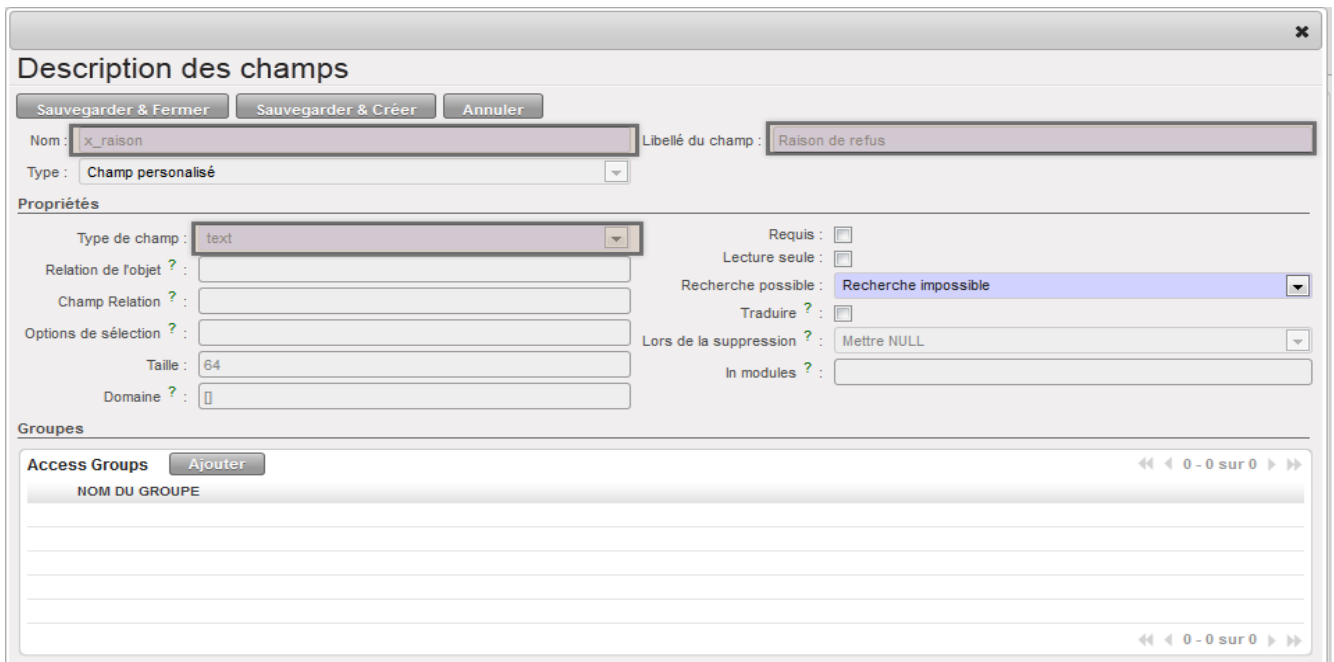 Description des champs
Sauvegarder & Fermer Sauvegarder & Créer Annuler
Nom : x_raison Libellé du champ : Raison de refus
Type : Champ personalisé
Propriétés
Type de champ : text Requis :
Lecture seule :
Relation de l'objet ? :
Recherche possible : Recherche impossible
Champ Relation ? :
Traduire ? :
Options de sélection ? :
Lors de la suppression ? : Mettre NULL
Taille : 64
In modules ? :
Domaine ? : []
Groupes
Access Groups Ajouter 0 - 0 sur 0
NOM DU GROUPE
0 - 0 sur 0